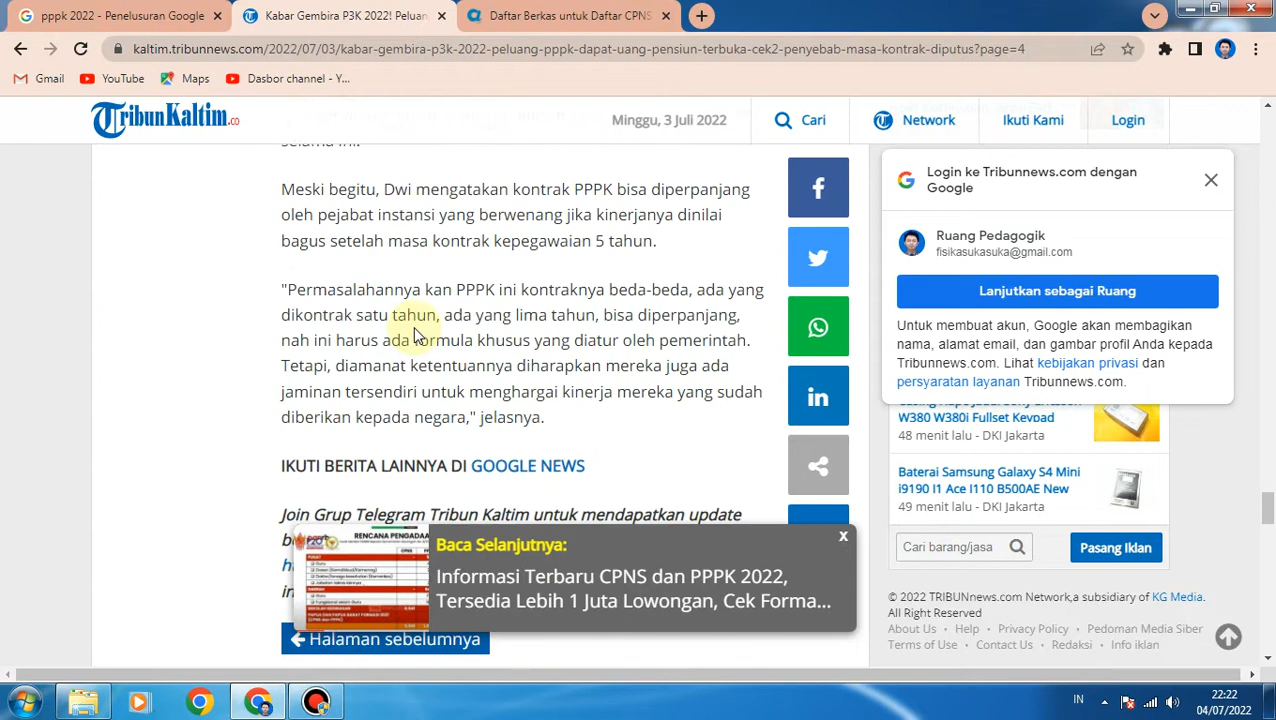 pppk 2022 - Penelusuran Google
Kabar Gembira P3K 2022! Peluan
Daftar Berkas untuk Daftar CPNS
kaltim.tribunnews.com/2022/07/03/kabar-gembira-p3k-2022-peluang-pppk-dapat-uang-pensiun-terbuka-cek2-penyebab-masa-kontrak-diputus?page=4
Gmail
YouTube
Maps
Dasbor channel - Y...
TribunKaltim.co
Minggu, 3 Juli 2022
Cari
Network
Ikuti Kami
Login
selama ini.
Meski begitu, Dwi mengatakan kontrak PPPK bisa diperpanjang
oleh pejabat instansi yang berwenang jika kinerjanya dinilai
bagus setelah masa kontrak kepegawaian 5 tahun.
"Permasalahannya kan PPPK ini kontraknya beda-beda, ada yang
dikontrak satu tahun, ada yang lima tahun, bisa diperpanjang,
nah ini harus ada formula khusus yang diatur oleh pemerintah.
Tetapi, diamanat ketentuannya diharapkan mereka juga ada
jaminan tersendiri untuk menghargai kinerja mereka yang sudah
diberikan kepada negara," jelasnya.
IKUTI BERITA LAINNYA DI GOOGLE NEWS
Join Grup Telegram Tribun Kaltim untuk mendapatkan update
RENCANA PENGADAA
Baca Selanjutnya:
x
Informasi Terbaru CPNS dan PPPK 2022,
Tersedia Lebih 1 Juta Lowongan, Cek Forma...
Halaman sebelumnya
Login ke Tribunnews.com dengan
Google
Ruang Pedagogik
fisikasukasuka@gmail.com
Lanjutkan sebagai Ruang
Untuk membuat akun, Google akan membagikan
nama, alamat email, dan gambar profil Anda kepada
Tribunnews.com. Lihat kebijakan privasi dan
persyaratan layanan Tribunnews.com.
Casing Hape Jadul Sony Ericsson
W380 W380i Fullset Keypad
48 menit lalu - DKI Jakarta
Baterai Samsung Galaxy S4 Mini
i9190 I1 Ace I110 B500AE New
49 menit lalu - DKI Jakarta
Cari barang/jasa
Pasang Iklan
© 2022 TRIBUNnews.com Network,a subsidiary of KG Media.
All Right Reserved
About Us Help Privacy Policy Pedoman Media Siber
Terms of Use Contact Us Redaksi Info iklan
IN
22:22
04/07/2022